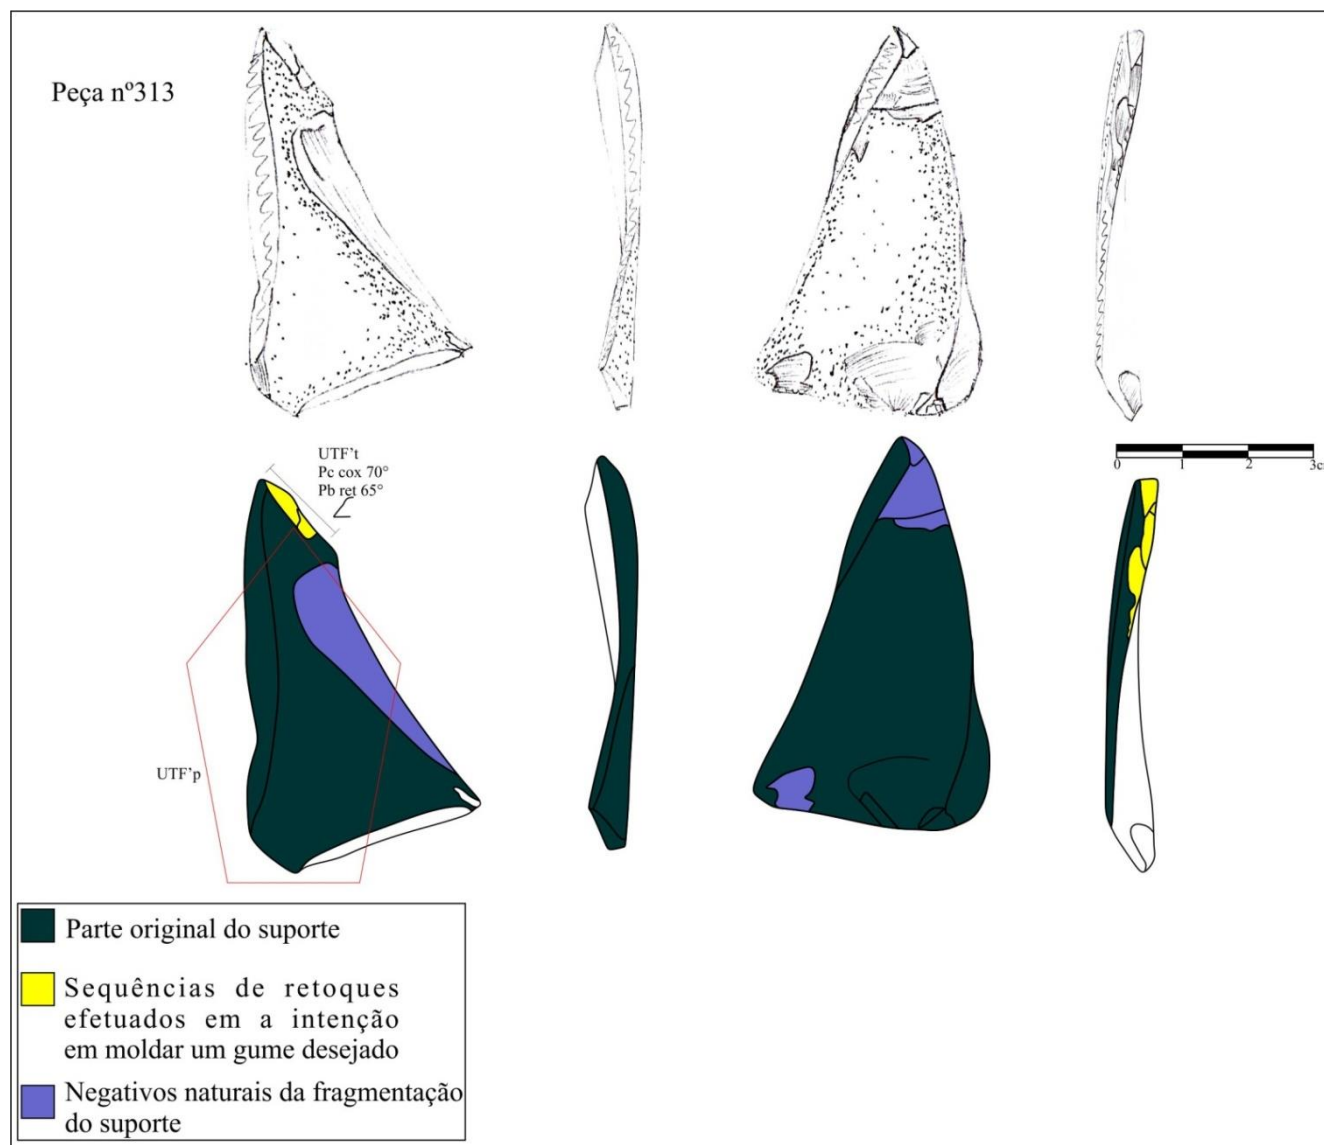 Peça nº313
UTF't
Pc cox 70°
Pb ret 65°
0 1 2 3c
UTF'p
Parte original do suporte
Sequências de retoques
efetuados em a intenção
em moldar um gume desejado
Negativos naturais da fragmentação
do suporte